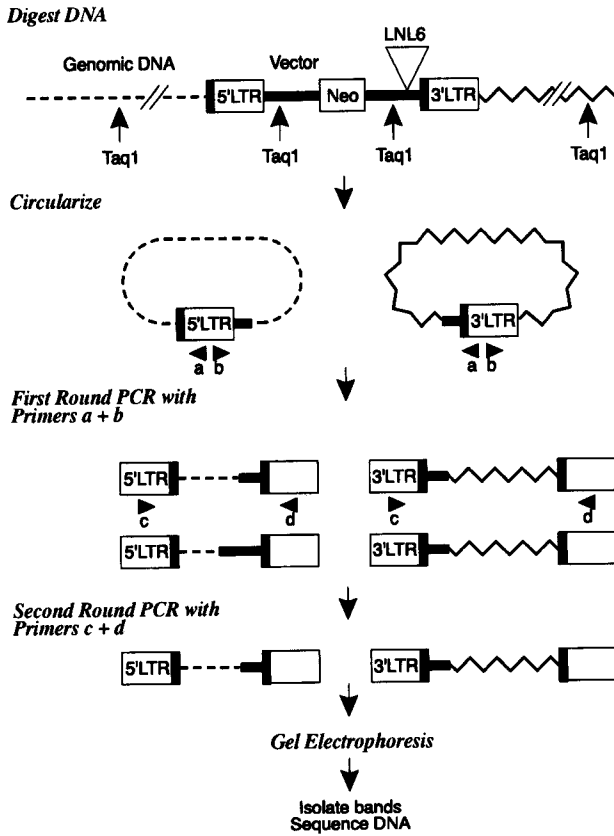 Digest DNA
LNL6
Genomic DNA
Vector
5'LTR
Neo
3'LTR
Taq1
Taq1
Taq1
Taq1
Circularize
5'LTR
3'LTR
a b
a b
First Round PCR with
Primers a + b
5'LTR
3'LTR
c
d
c
d
5'LTR
3'LTR
Second Round PCR with
Primers c + d
5'LTR
3'LTR
Gel Electrophoresis
Isolate bands
Sequence DNA